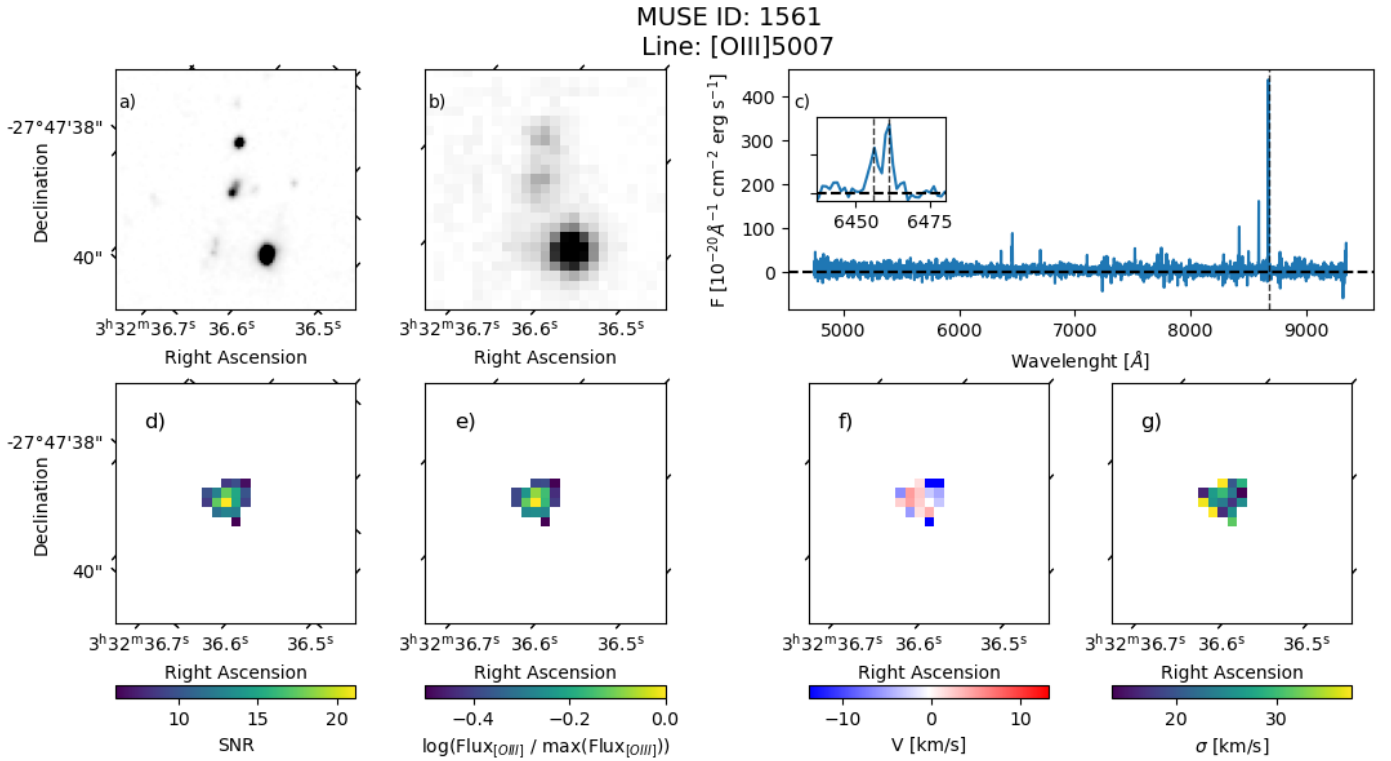 MUSE ID: 1561
Line: [OIII]5007
a)
-27°47'38"
40"
Declination
3ʰ32ᵐ36.7ˢ
36.6ˢ
36.5ˢ
Right Ascension
b)
3ʰ32ᵐ36.7ˢ
36.6ˢ
36.5ˢ
Right Ascension
c)
F [10⁻²⁰Å⁻¹ cm⁻² erg s⁻¹]
400
300
200
100
0
6450
6475
5000
6000
7000
8000
9000
Wavelenght [Å]
d)
-27°47'38"
40"
Declination
3ʰ32ᵐ36.7ˢ
36.6ˢ
36.5ˢ
Right Ascension
10
15
20
SNR
e)
3ʰ32ᵐ36.7ˢ
36.6ˢ
36.5ˢ
Right Ascension
−0.4
−0.2
0.0
log(Flux[OIII] / max(Flux[OIII]))
f)
3ʰ32ᵐ36.7ˢ
36.6ˢ
36.5ˢ
Right Ascension
−10
0
10
V [km/s]
g)
3ʰ32ᵐ36.7ˢ
36.6ˢ
36.5ˢ
Right Ascension
20
30
σ [km/s]